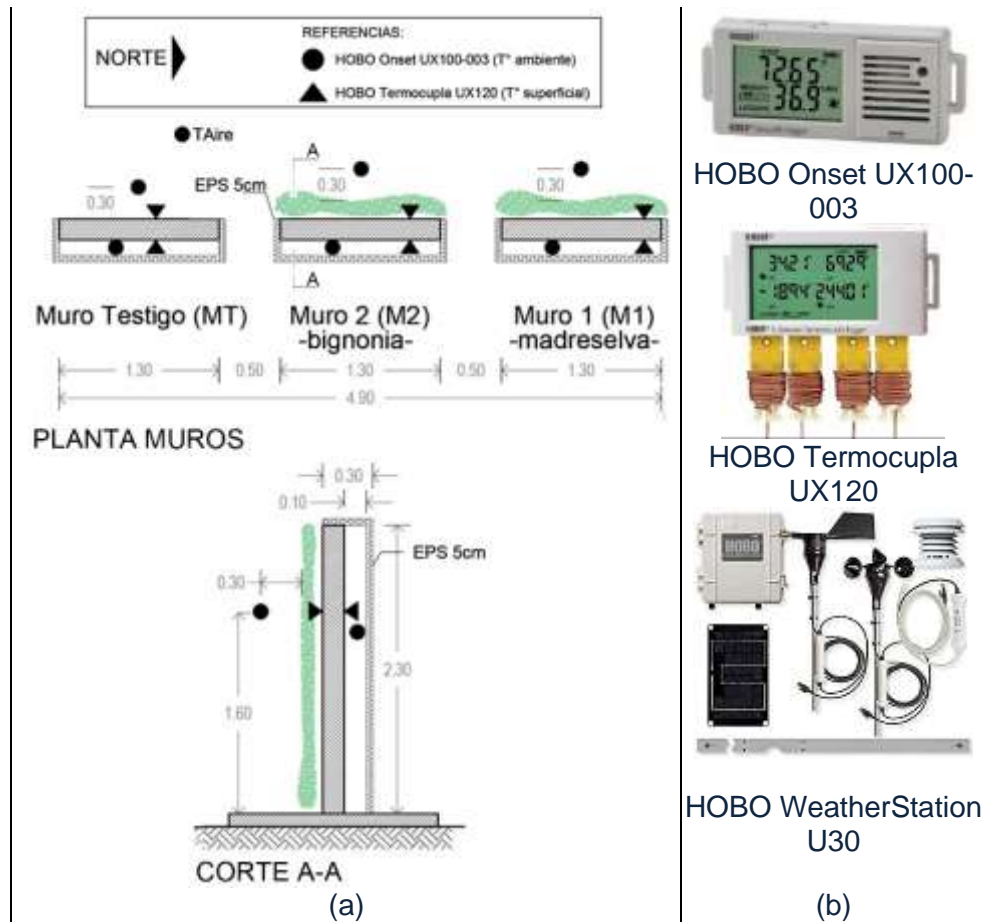 REFERENCIAS:
NORTE
HOBO Onset UX100-003 (T° ambiente)
HOBO Termocupla UX120 (T° superficial)
TAire
A
EPS 5cm
0.30
0.30
0.30
A
Muro Testigo (MT)
Muro 2 (M2)
-bignonia-
Muro 1 (M1)
-madreselva-
1.30
0.50
1.30
0.50
1.30
4.90
PLANTA MUROS
0.30
0.10
EPS 5cm
0.30
2.30
1.60
CORTE A-A
(a)
HOBO Onset UX100-
003
HOBO Termocupla
UX120
HOBO
HOBO WeatherStation
U30
(b)